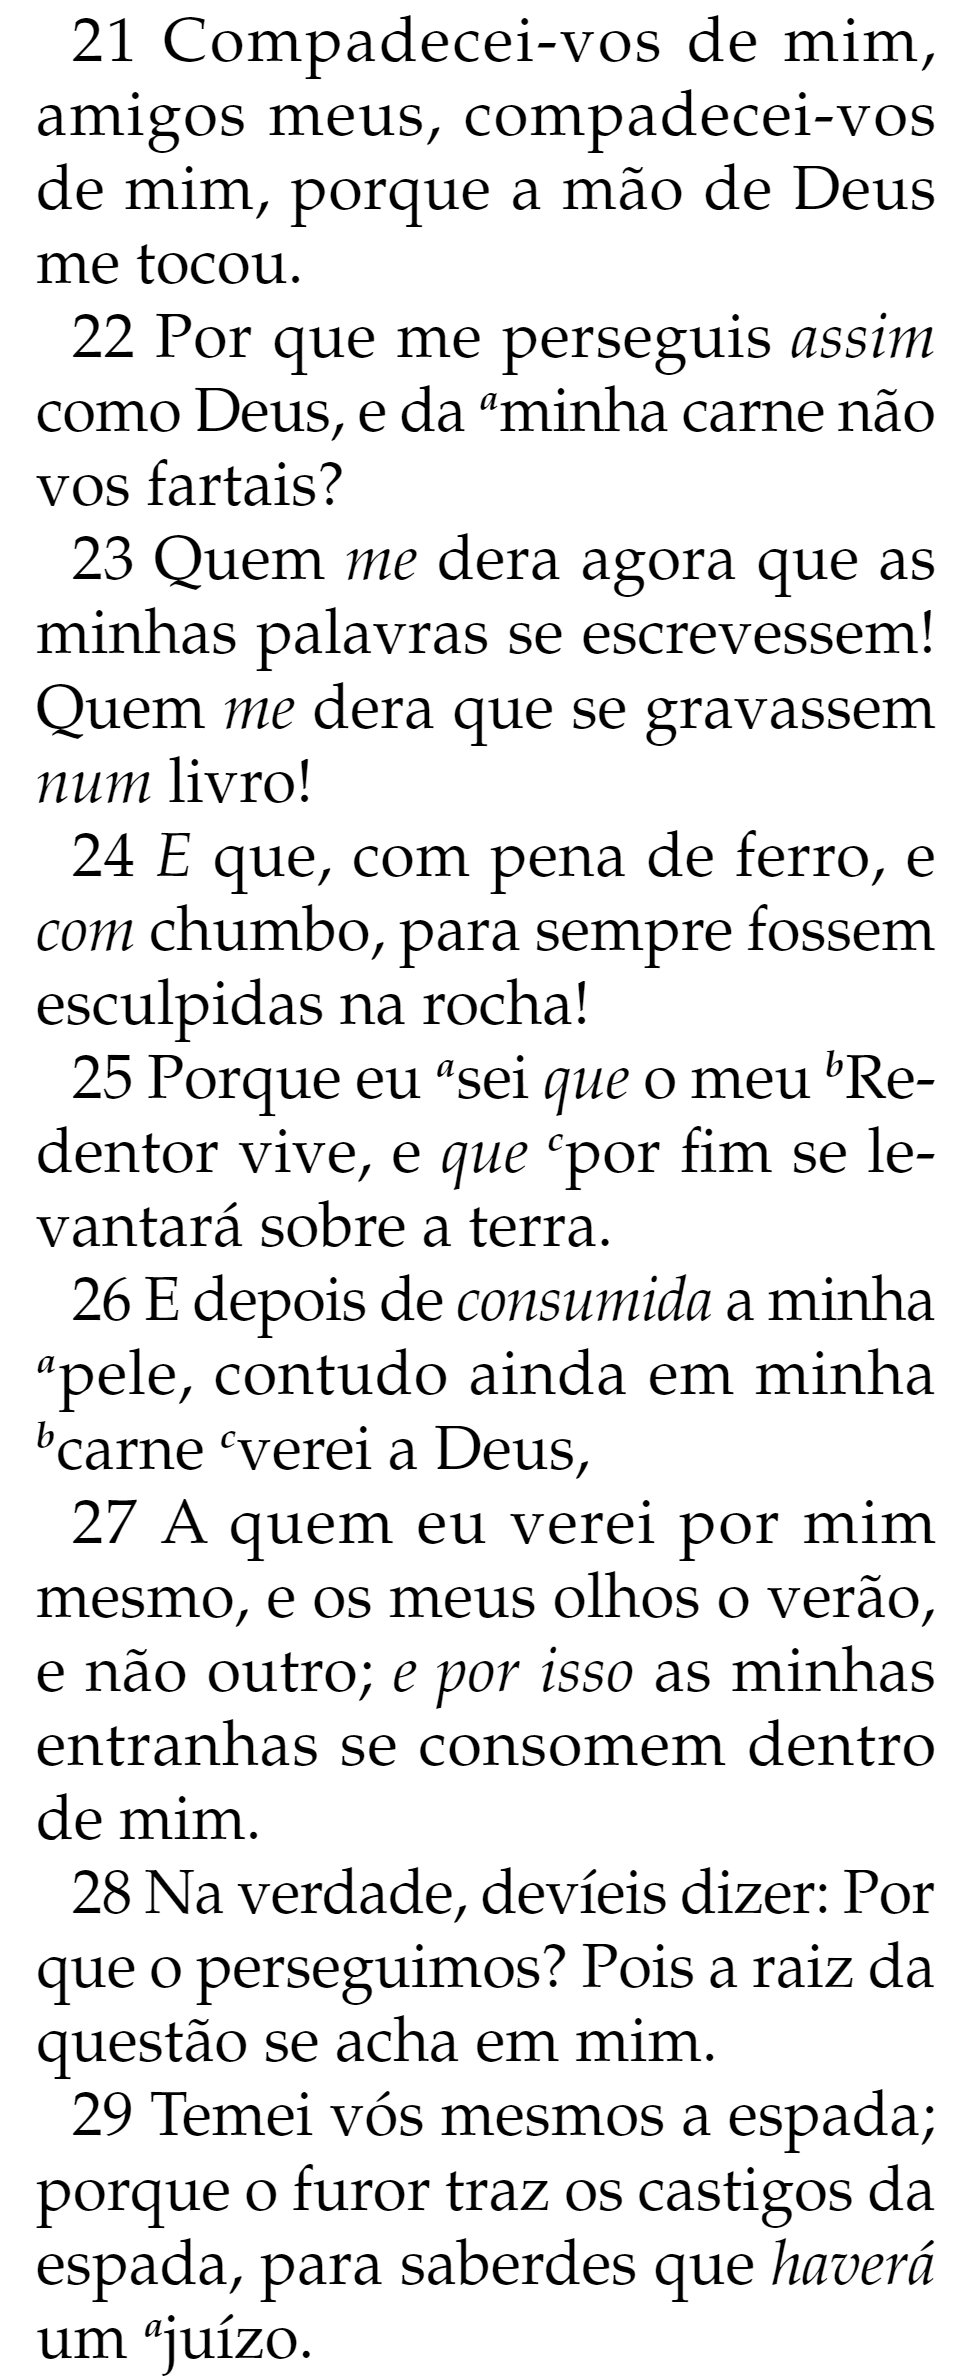 21 Compadecei-vos de mim,
amigos meus, compadecei-vos
de mim, porque a mão de Deus
me tocou.
22 Por que me perseguis assim
como Deus, e da ᵃminha carne não
vos fartais?
23 Quem me dera agora que as
minhas palavras se escrevessem!
Quem me dera que se gravassem
num livro!
24 E que, com pena de ferro, e
com chumbo, para sempre fossem
esculpidas na rocha!
25 Porque eu ᵃsei que o meu ᵇRe-
dentor vive, e que ᶜpor fim se le-
vantará sobre a terra.
26 E depois de consumida a minha
ᵃpele, contudo ainda em minha
ᵇcarne ᶜverei a Deus,
27 A quem eu verei por mim
mesmo, e os meus olhos o verão,
e não outro; e por isso as minhas
entranhas se consomem dentro
de mim.
28 Na verdade, devíeis dizer: Por
que o perseguimos? Pois a raiz da
questão se acha em mim.
29 Temei vós mesmos a espada;
porque o furor traz os castigos da
espada, para saberdes que haverá
um ᵃjuízo.